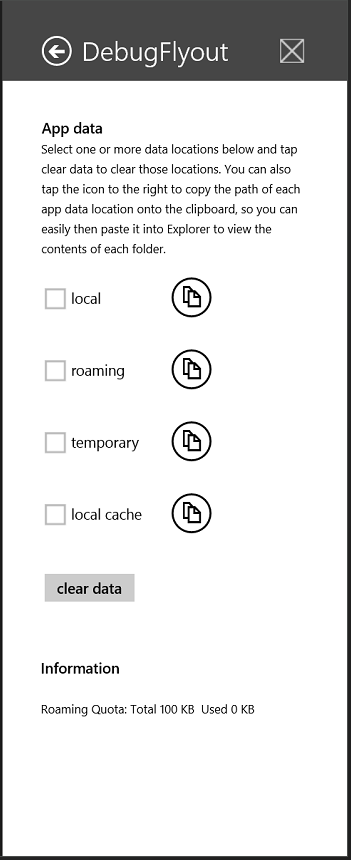 DebugFlyout
App data
Select one or more data locations below and tap
clear data to clear those locations. You can also
tap the icon to the right to copy the path of each
app data location onto the clipboard, so you can
easily then paste it into Explorer to view the
contents of each folder.
local
roaming
temporary
local cache
clear data
Information
Roaming Quota: Total 100 KB  Used 0 KB